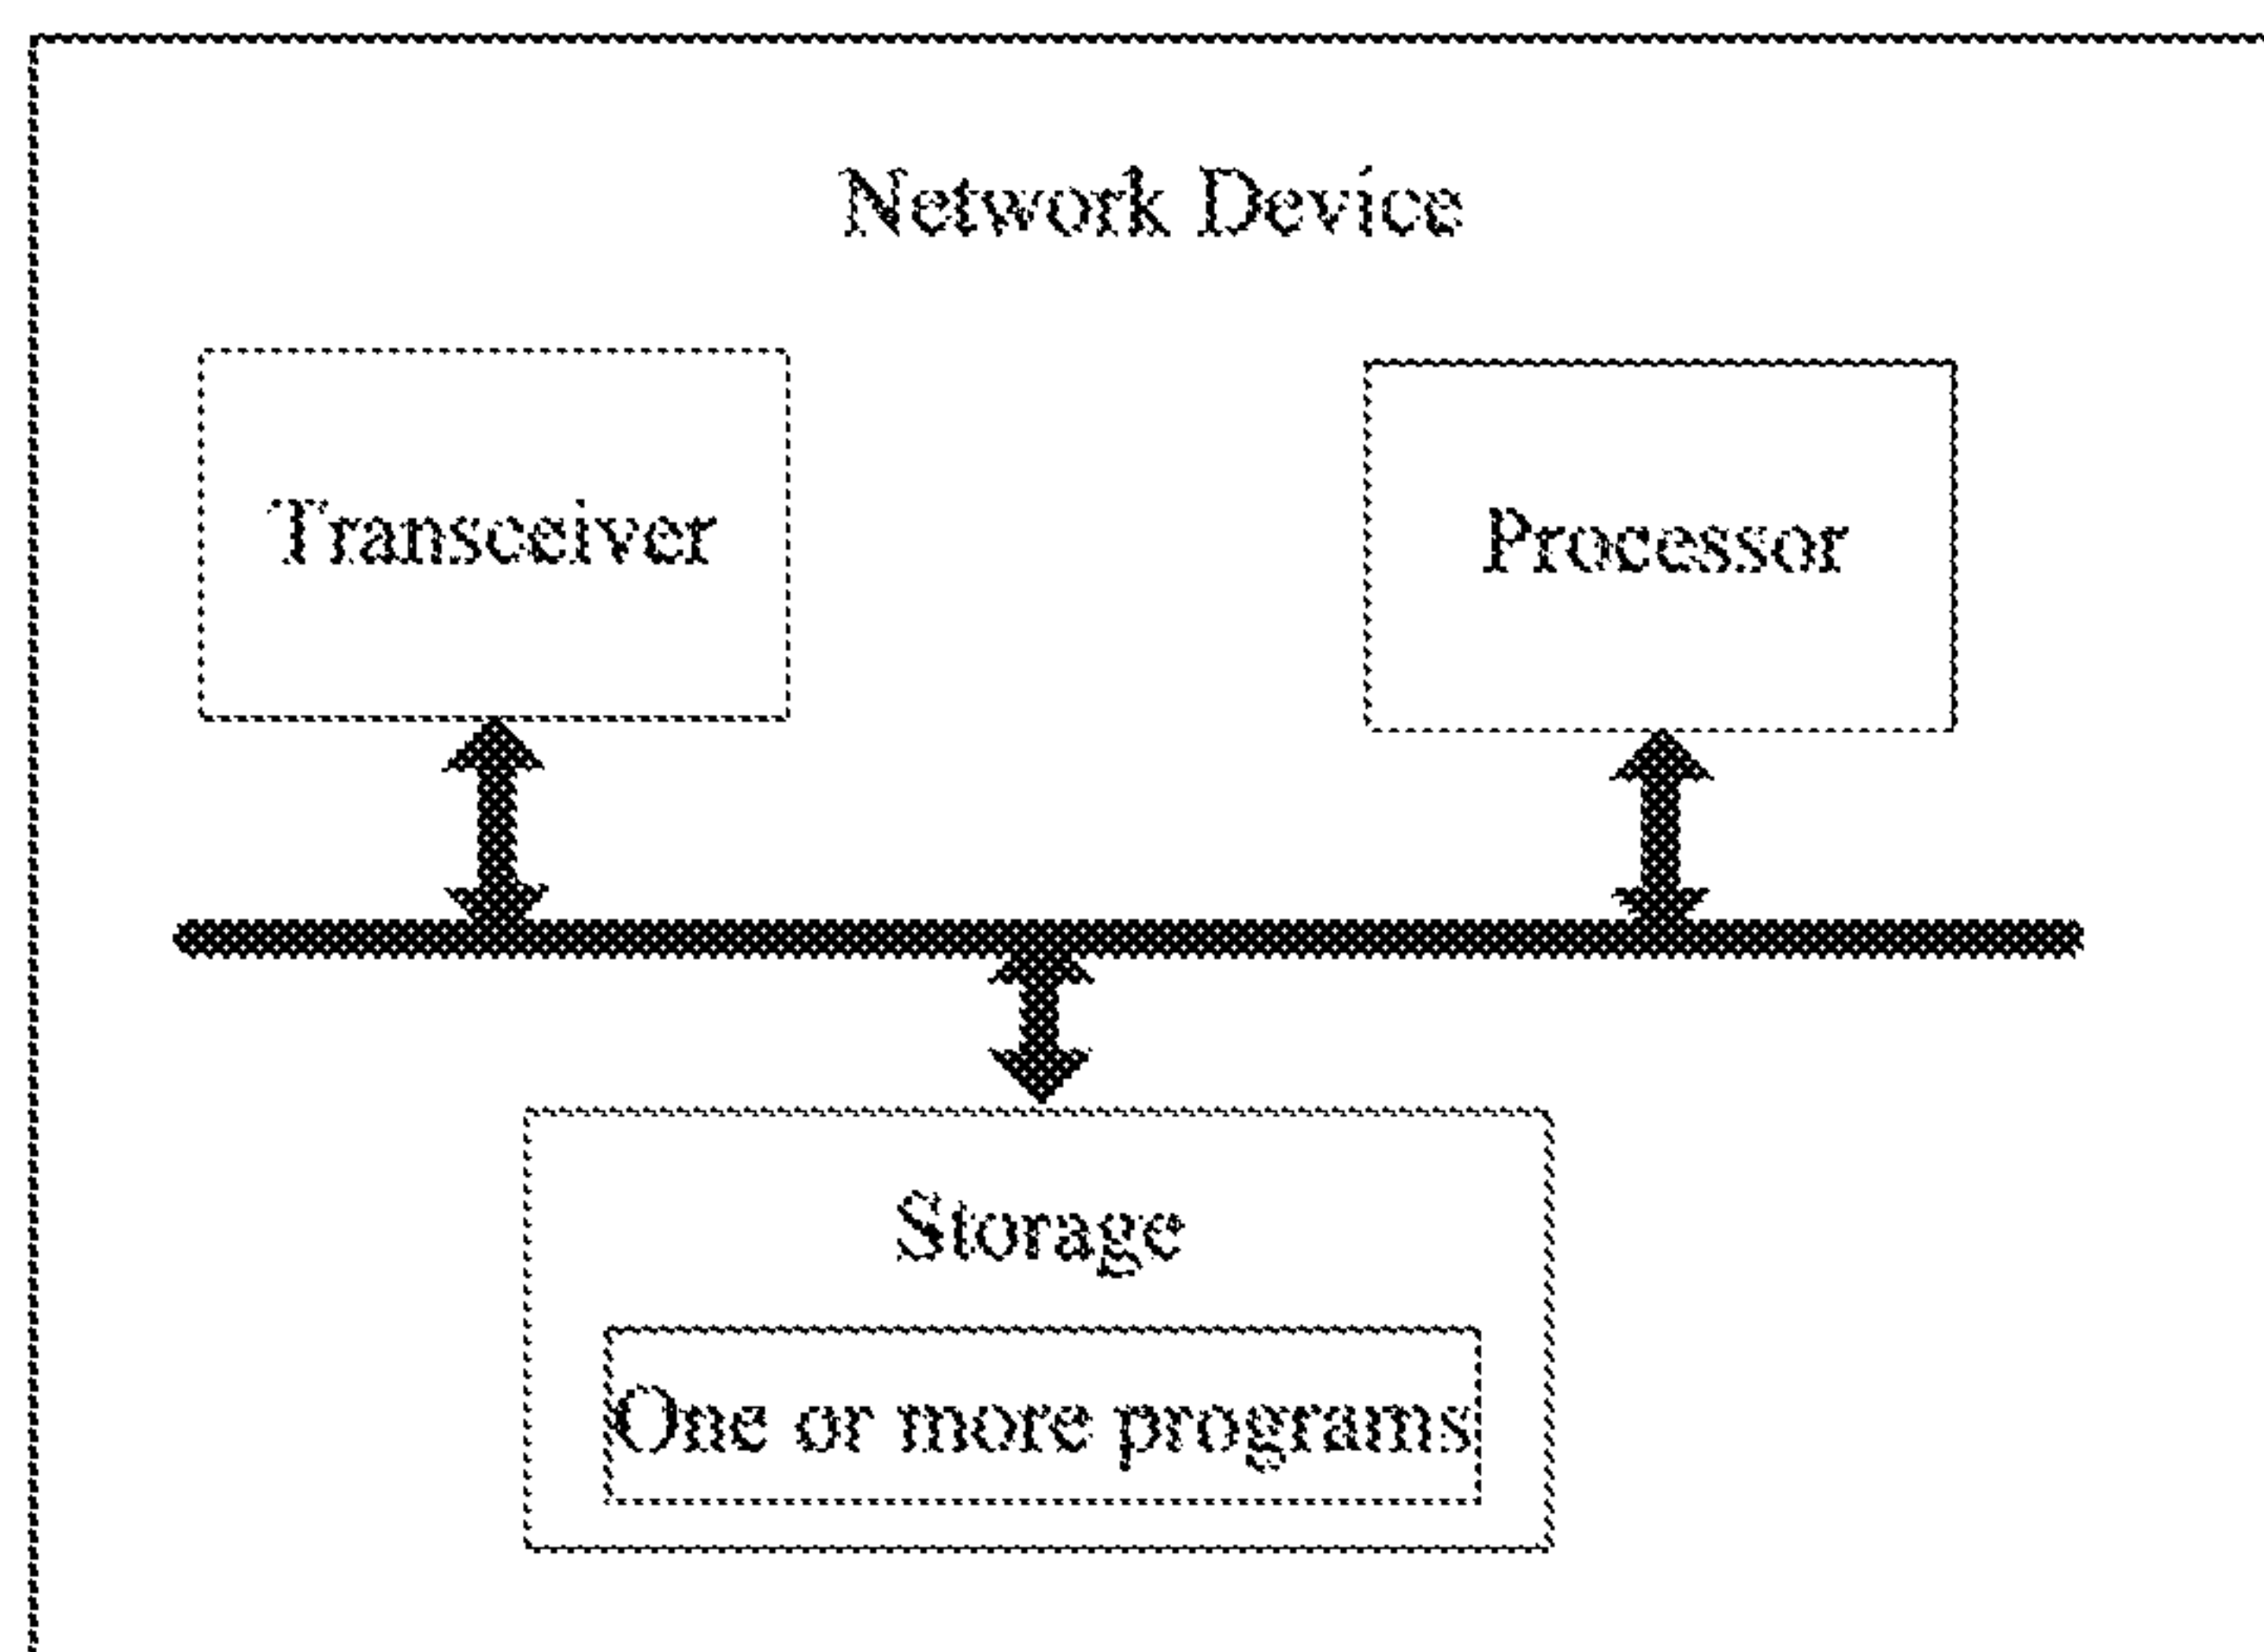 Network Device
Transceiver
Processor
Storage
One or more programs